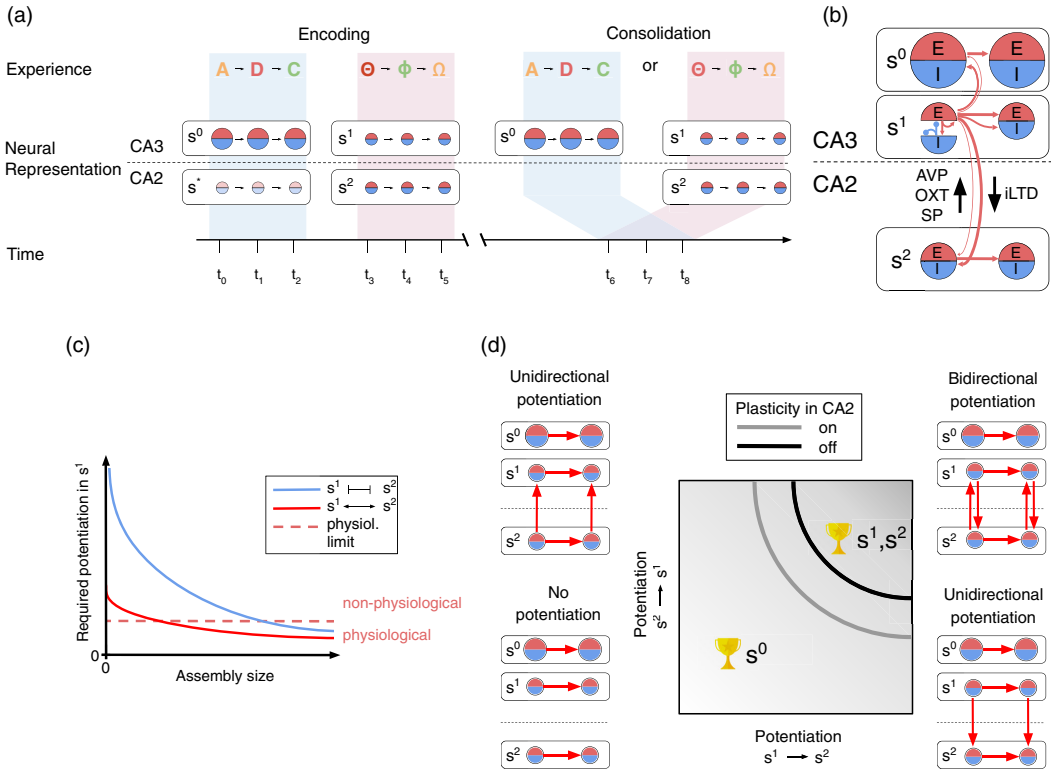 (a)
Encoding
Consolidation
Experience
A → D → C
Θ → ϕ → Ω
A → D → C
or
Θ → ϕ → Ω
Neural
Representation
CA3
CA2
s⁰
s¹
s⁰
s¹
s*
s²
s²
Time
t₀
t₁
t₂
t₃
t₄
t₅
t₆
t₇
t₈
(b)
s⁰
E
I
E
I
s¹
E
I
E
I
CA3
CA2
AVP
OXT
SP
iLTD
s²
E
I
E
I
(c)
Required potentiation in s¹
s¹ s²
s¹ ↔ s²
physiol.
limit
non-physiological
physiological
0
0
Assembly size
(d)
Unidirectional
potentiation
s⁰
s¹
s²
No
potentiation
s⁰
s¹
s²
Plasticity in CA2
on
off
s¹,s²
s⁰
Potentiation
s² → s¹
Potentiation
s¹ → s²
Bidirectional
potentiation
s⁰
s¹
s²
Unidirectional
potentiation
s⁰
s¹
s²